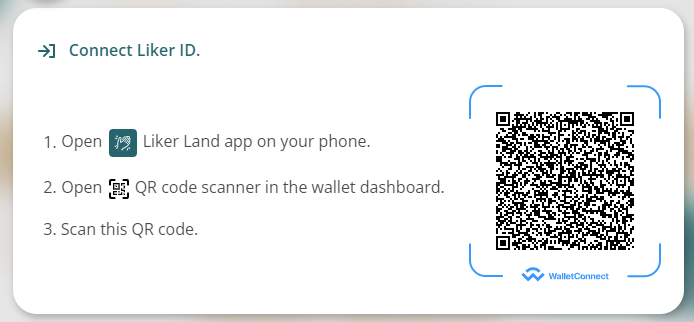 Connect Liker ID.
1. Open Liker Land app on your phone.
2. Open QR code scanner in the wallet dashboard.
3. Scan this QR code.
WalletConnect